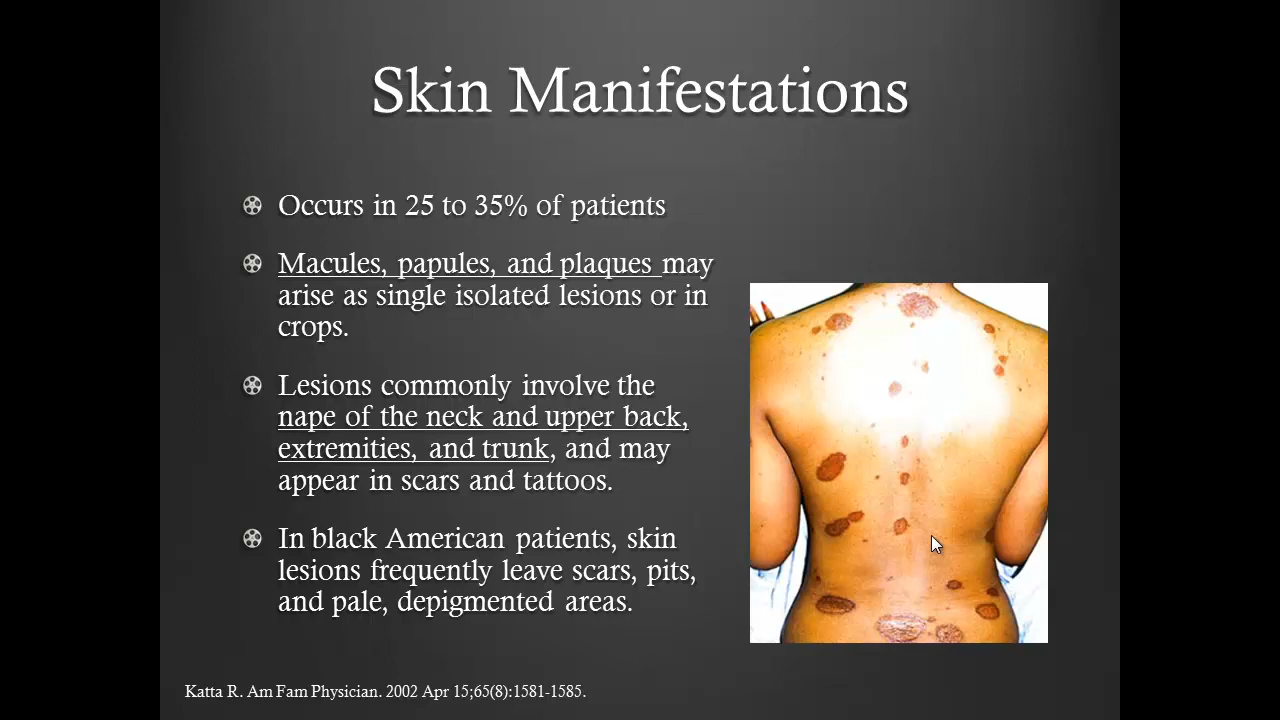 Skin Manifestations
Occurs in 25 to 35% of patients
Macules, papules, and plaques may
arise as single isolated lesions or in
crops.
Lesions commonly involve the
nape of the neck and upper back,
extremities, and trunk, and may
appear in scars and tattoos.
In black American patients, skin
lesions frequently leave scars, pits,
and pale, depigmented areas.
Katta R. Am Fam Physician. 2002 Apr 15;65(8):1581-1585.